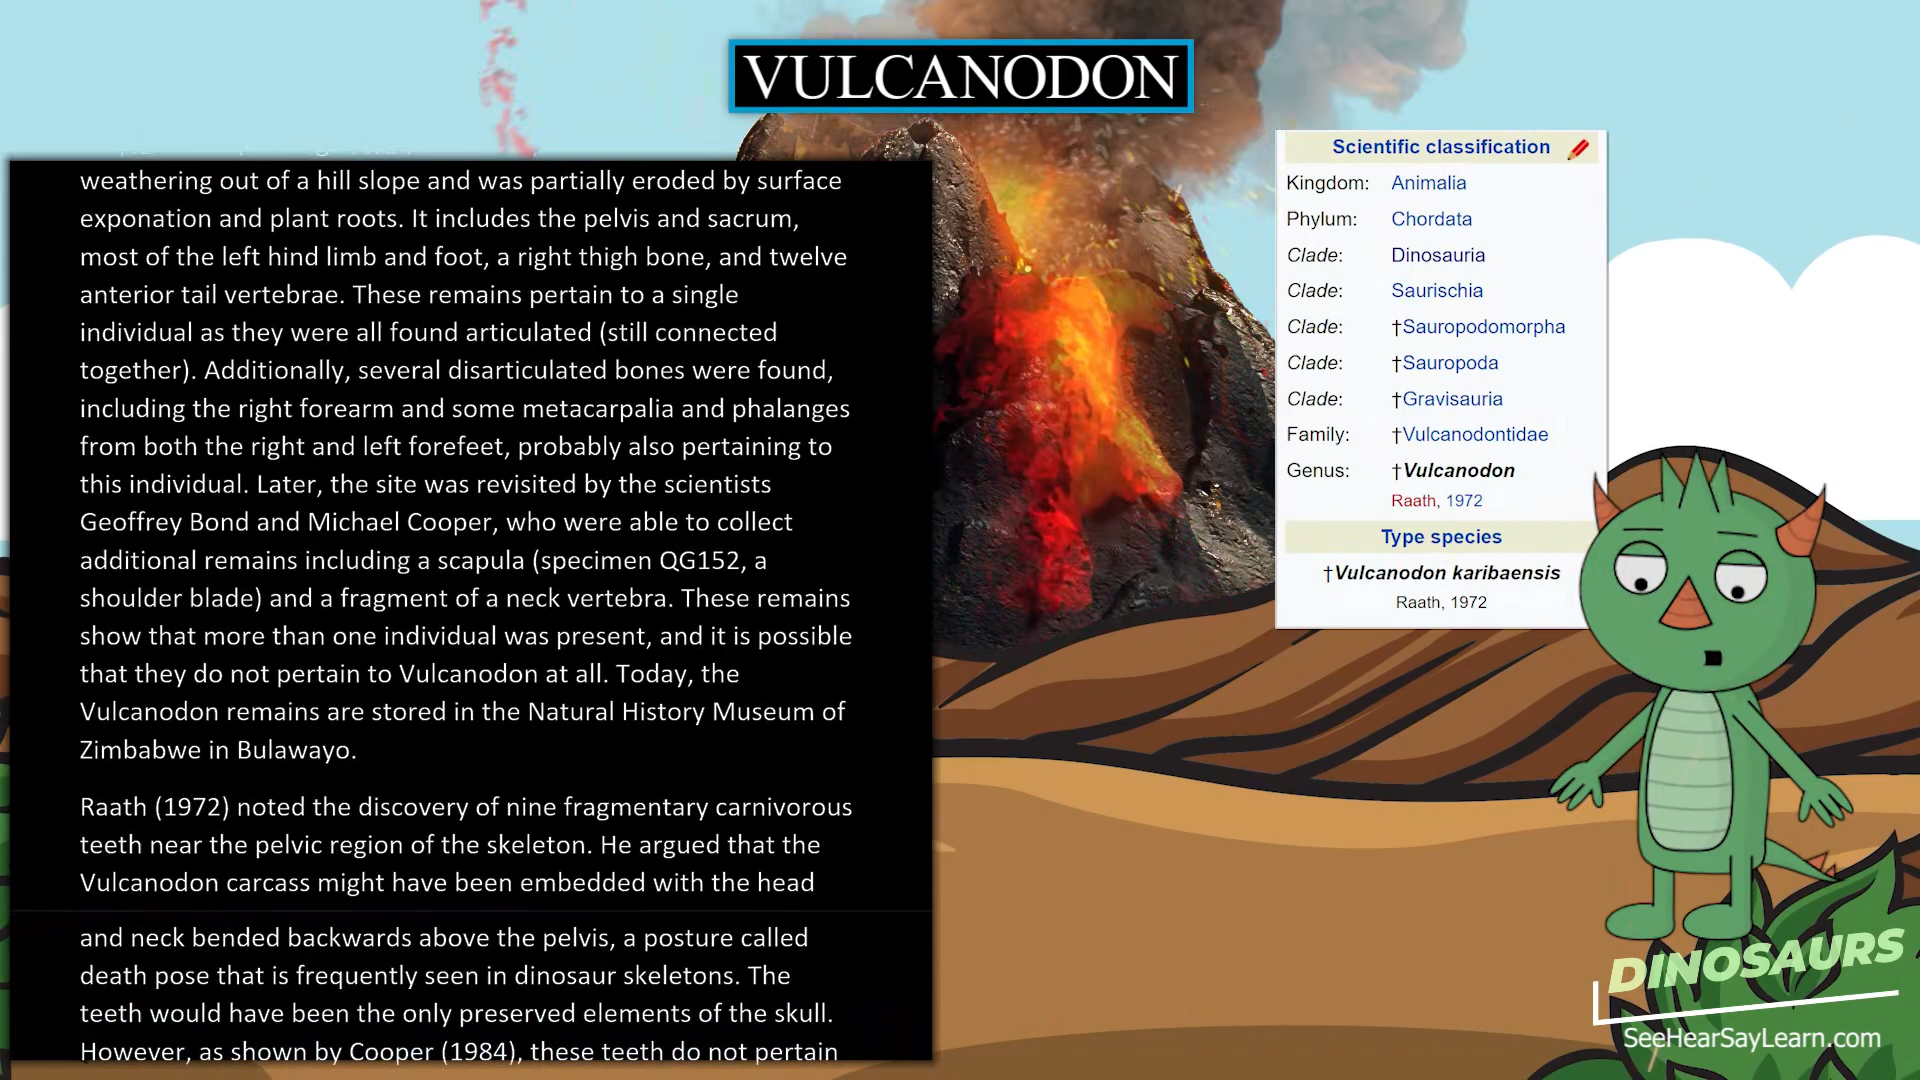 VULCANODON
weathering out of a hill slope and was partially eroded by surface
exponation and plant roots. It includes the pelvis and sacrum,
most of the left hind limb and foot, a right thigh bone, and twelve
anterior tail vertebrae. These remains pertain to a single
individual as they were all found articulated (still connected
together). Additionally, several disarticulated bones were found,
including the right forearm and some metacarpalia and phalanges
from both the right and left forefeet, probably also pertaining to
this individual. Later, the site was revisited by the scientists
Geoffrey Bond and Michael Cooper, who were able to collect
additional remains including a scapula (specimen QG152, a
shoulder blade) and a fragment of a neck vertebra. These remains
show that more than one individual was present, and it is possible
that they do not pertain to Vulcanodon at all. Today, the
Vulcanodon remains are stored in the Natural History Museum of
Zimbabwe in Bulawayo.
Raath (1972) noted the discovery of nine fragmentary carnivorous
teeth near the pelvic region of the skeleton. He argued that the
Vulcanodon carcass might have been embedded with the head
and neck bended backwards above the pelvis, a posture called
death pose that is frequently seen in dinosaur skeletons. The
teeth would have been the only preserved elements of the skull.
However, as shown by Cooper (1984), these teeth do not pertain
Scientific classification
Kingdom: Animalia
Phylum: Chordata
Clade: Dinosauria
Clade: Saurischia
Clade: †Sauropodomorpha
Clade: †Sauropoda
Clade: †Gravisauria
Family: †Vulcanodontidae
Genus: †Vulcanodon
Raath, 1972
Type species
†Vulcanodon karibaensis
Raath, 1972
DINOSAURS
SeeHearSayLearn.com